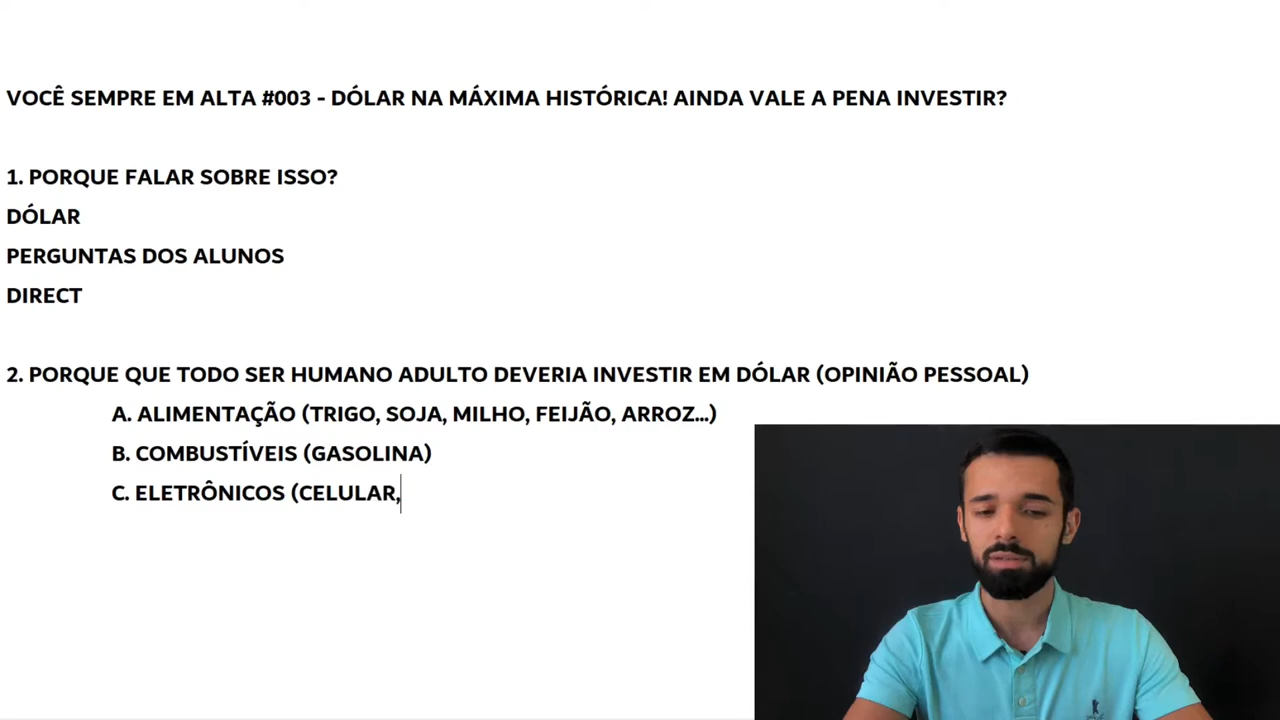 VOCÊ SEMPRE EM ALTA #003 - DÓLAR NA MÁXIMA HISTÓRICA! AINDA VALE A PENA INVESTIR?
1. PORQUE FALAR SOBRE ISSO?
DÓLAR
PERGUNTAS DOS ALUNOS
DIRECT
2. PORQUE QUE TODO SER HUMANO ADULTO DEVERIA INVESTIR EM DÓLAR (OPINIÃO PESSOAL)
A. ALIMENTAÇÃO (TRIGO, SOJA, MILHO, FEIJÃO, ARROZ...)
B. COMBUSTÍVEIS (GASOLINA)
C. ELETRÔNICOS (CELULAR,